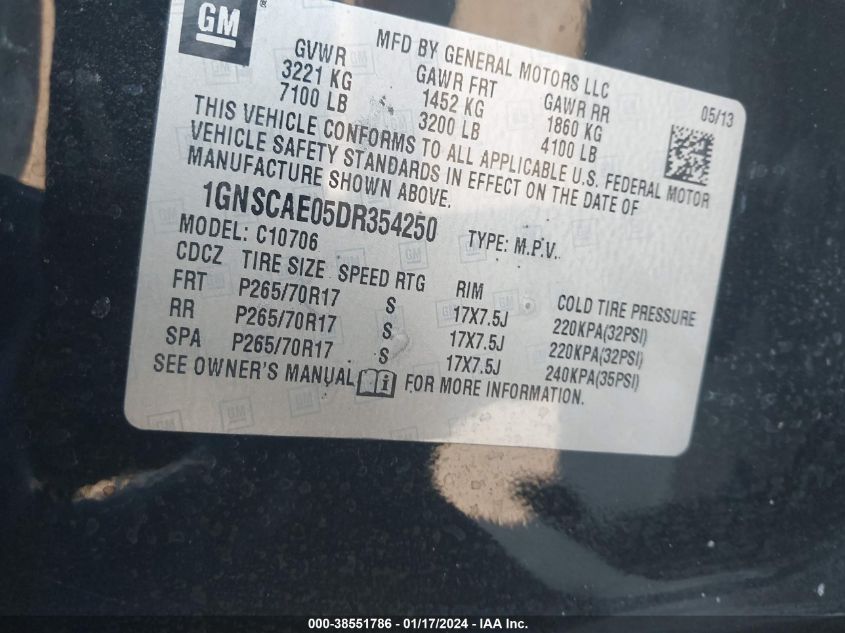 GM ®
MFD BY GENERAL MOTORS LLC
GVWR GAWR FRT GAWR RR 05/13
3221 KG 1452 KG 1860 KG
7100 LB 3200 LB 4100 LB
THIS VEHICLE CONFORMS TO ALL APPLICABLE U.S. FEDERAL MOTOR
VEHICLE SAFETY STANDARDS IN EFFECT ON THE DATE OF
MANUFACTURE SHOWN ABOVE.
1GNSCAE05DR354250
MODEL: C10706 TYPE: M.P.V.
CDCZ TIRE SIZE SPEED RTG RIM COLD TIRE PRESSURE
FRT P265/70R17 S 17X7.5J 220KPA(32PSI)
RR P265/70R17 S 17X7.5J 220KPA(32PSI)
SPA P265/70R17 S 17X7.5J 240KPA(35PSI)
SEE OWNER'S MANUAL FOR MORE INFORMATION.
000-38551786 - 01/17/2024 - IAA Inc.